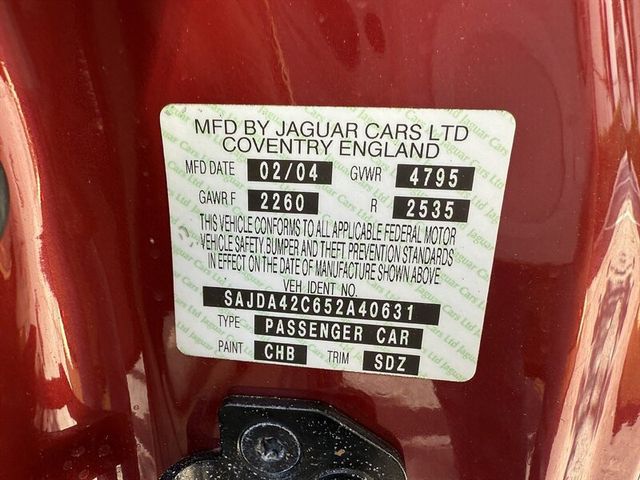 MFD BY JAGUAR CARS LTD
COVENTRY ENGLAND
MFD DATE 02/04 GVWR 4795
GAWR F 2260 R 2535
THIS VEHICLE CONFORMS TO ALL APPLICABLE FEDERAL MOTOR
VEHICLE SAFETY, BUMPER AND THEFT PREVENTION STANDARDS
IN EFFECT ON THE DATE OF MANUFACTURE SHOWN ABOVE.
VEH IDENT NO.
SAJDA42C652A40631
TYPE PASSENGER CAR
PAINT CHB TRIM SDZ